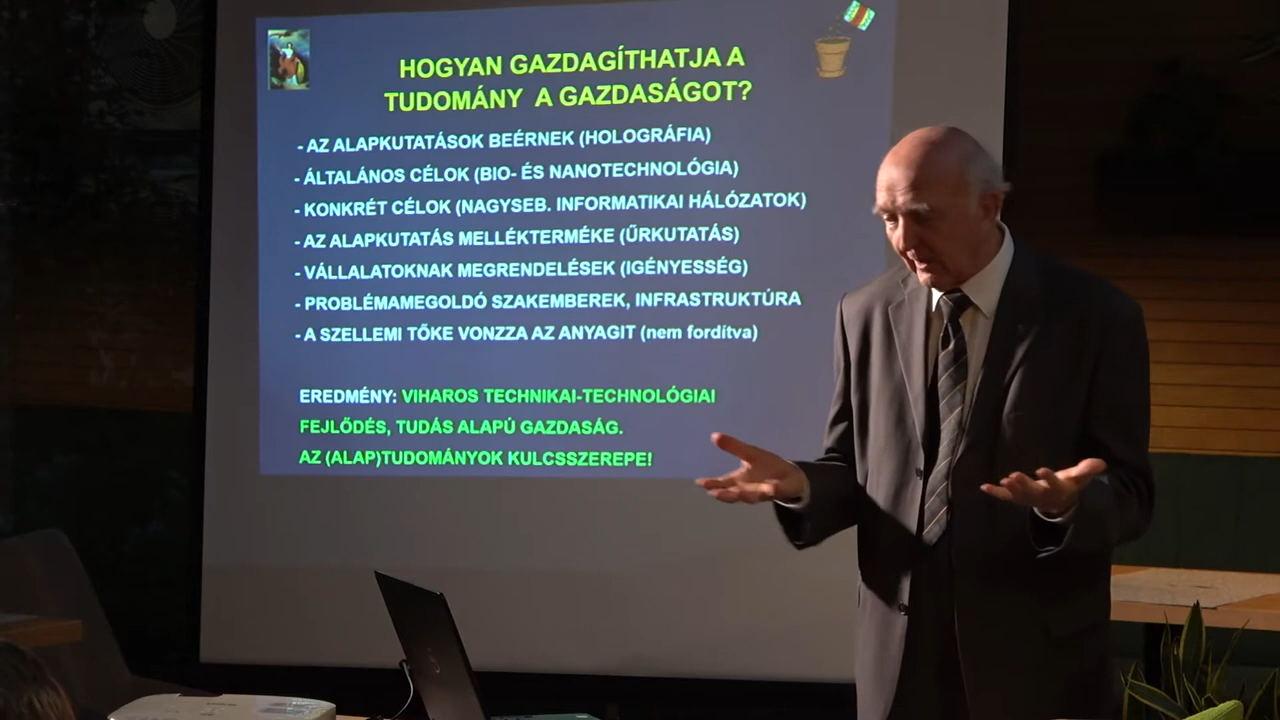 HOGYAN GAZDAGÍTHATJA A
TUDOMÁNY A GAZDASÁGOT?
- AZ ALAPKUTATÁSOK BEÉRNEK (HOLOGRÁFIA)
- ÁLTALÁNOS CÉLOK (BIO- ÉS NANOTECHNOLÓGIA)
- KONKRÉT CÉLOK (NAGYSEB. INFORMATIKAI HÁLÓZATOK)
- AZ ALAPKUTATÁS MELLÉKTERMÉKE (ŰRKUTATÁS)
- VÁLLALATOKNAK MEGRENDELÉSEK (IGÉNYESSÉG)
- PROBLÉMAMEGOLDÓ SZAKEMBEREK, INFRASTRUKTÚRA
- A SZELLEMI TŐKE VONZZA AZ ANYAGIT (nem fordítva)
EREDMÉNY: VIHAROS TECHNIKAI-TECHNOLÓGIAI
FEJLŐDÉS, TUDÁS ALAPÚ GAZDASÁG.
AZ (ALAP)TUDOMÁNYOK KULCSSZEREPE!